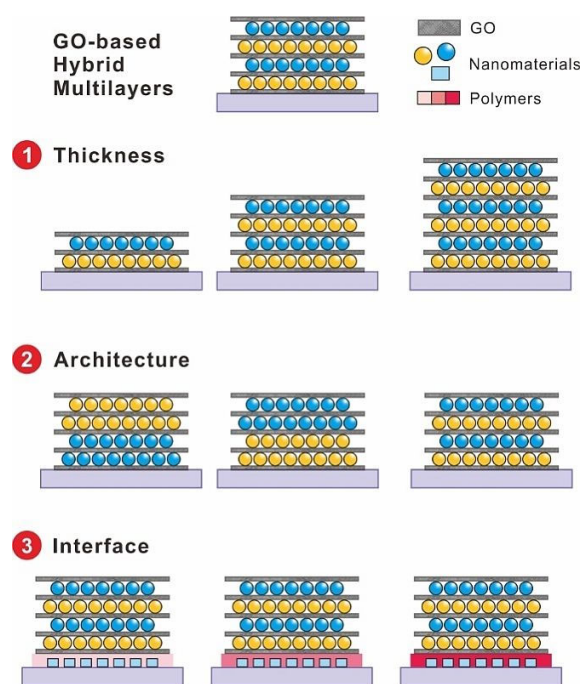 GO-based
Hybrid
Multilayers
GO
Nanomaterials
Polymers
1 Thickness
2 Architecture
3 Interface